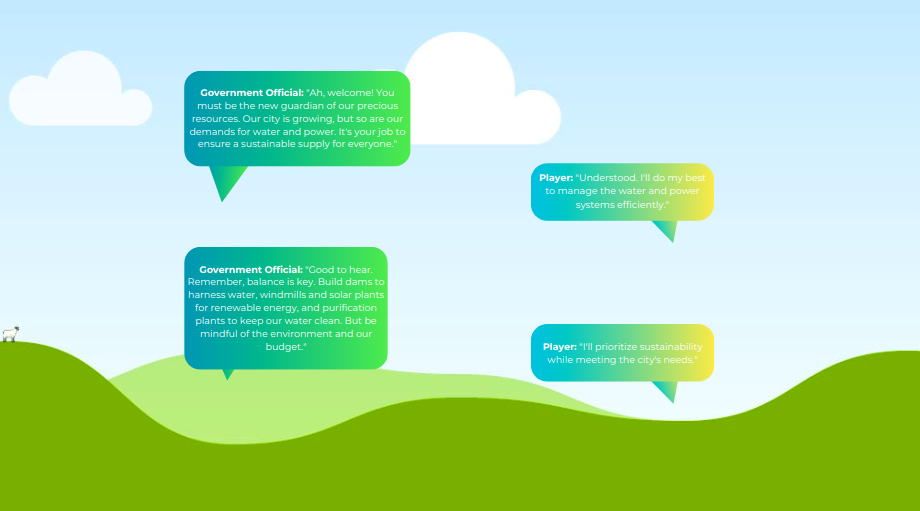 Government Official: "Ah, welcome! You
must be the new guardian of our precious
resources. Our city is growing, but so are our
demands for water and power. It's your job to
ensure a sustainable supply for everyone."
Player: "Understood. I'll do my best
to manage the water and power
systems efficiently."
Government Official: "Good to hear.
Remember, balance is key. Build dams to
harness water, windmills and solar plants
for renewable energy, and purification
plants to keep our water clean. But be
mindful of the environment and our
budget."
Player: "I'll prioritize sustainability
while meeting the city's needs."